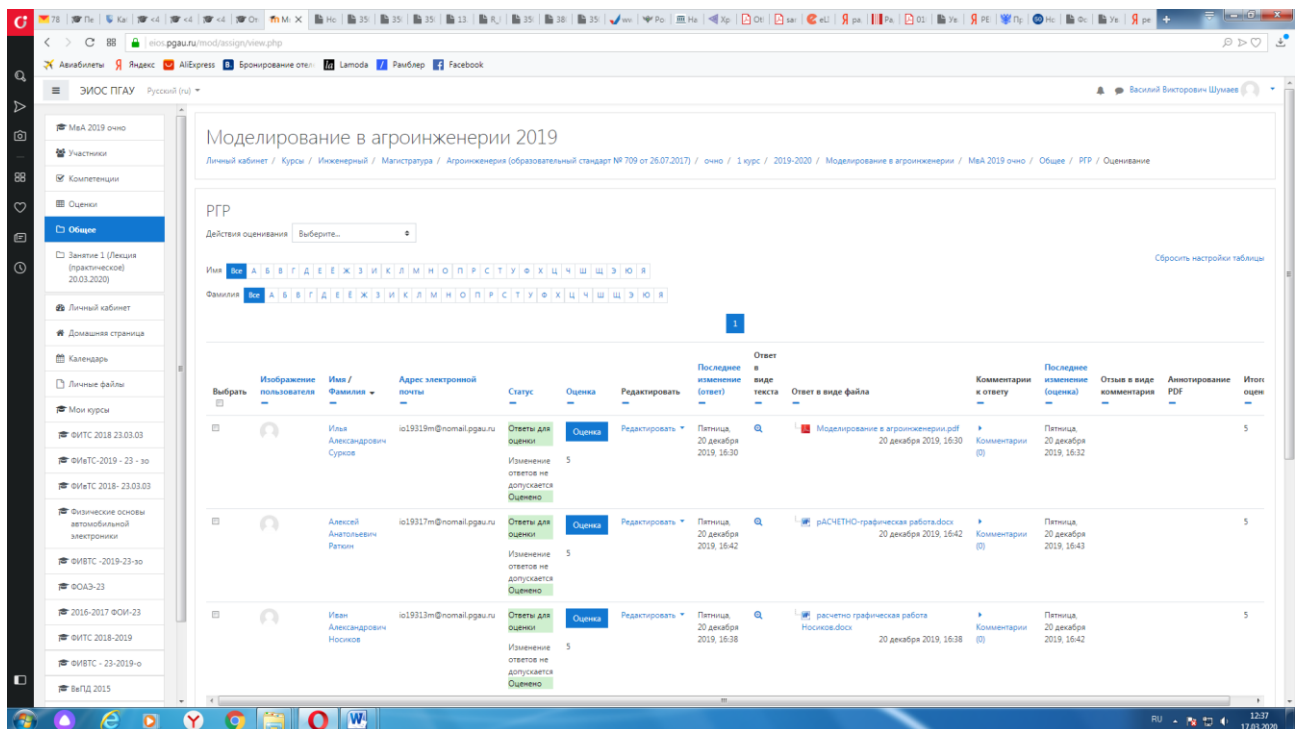 eios.pgau.ru/mod/assign/view.php
Авиабилеты Яндекс AliExpress Бронирование отел Lamoda Рамблер Facebook
ЭИОС ПГАУ Русский (ru)
Василий Викторович Шумаев
МвА 2019 очно
Участники
Компетенции
Оценки
Общее
Занятие 1 (Лекция
(практическое)
20.03.2020)
Личный кабинет
Домашняя страница
Календарь
Личные файлы
Мои курсы
ФИТС 2018 23.03.03
ФИвТС-2019 - 23 - зо
ФИвТС 2018- 23.03.03
Физические основы
автомобильной
электроники
ФИВТС -2019-23-зо
ФОАЭ-23
2016-2017 ФОИ-23
ФИТС 2018-2019
ФИВТС - 23-2019-о
ВвПД 2015
Моделирование в агроинженерии 2019
Личный кабинет / Курсы / Инженерный / Магистратура / Агроинженерия (образовательный стандарт № 709 от 26.07.2017) / очно / 1 курс / 2019-2020 / Моделирование в агроинженерии / МвА 2019 очно / Общее / РГР / Оценивание
РГР
Действия оценивания Выберите...
Сбросить настройки таблицы
Имя Все А Б В Г Д Е Ё Ж З И К Л М Н О П Р С Т У Ф Х Ц Ч Ш Щ Э Ю Я
Фамилия Все А Б В Г Д Е Ё Ж З И К Л М Н О П Р С Т У Ф Х Ц Ч Ш Щ Э Ю Я
1
Выбрать
Изображение
пользователя
Имя /
Фамилия
Адрес электронной
почты
Статус
Оценка
Редактировать
Последнее
изменение
(ответ)
Ответ
в
виде
текста
Ответ в виде файла
Комментарии
к ответу
Последнее
изменение
(оценка)
Отзыв в виде
комментария
Аннотирование
PDF
Итого
оцен
Илья
Александрович
Сурков
io19319m@nomail.pgau.ru
Ответы для
оценки
Изменение
ответов не
допускается
Оценено
Оценка
5
Редактировать
Пятница,
20 декабря
2019, 16:30
Моделирование в агроинженерии.pdf
20 декабря 2019, 16:30
Комментарии
(0)
Пятница,
20 декабря
2019, 16:32
5
Алексей
Анатольевич
Раткин
io19317m@nomail.pgau.ru
Ответы для
оценки
Изменение
ответов не
допускается
Оценено
Оценка
5
Редактировать
Пятница,
20 декабря
2019, 16:42
рАСЧЕТНО-графическая работа.docx
20 декабря 2019, 16:42
Комментарии
(0)
Пятница,
20 декабря
2019, 16:43
5
Иван
Александрович
Носиков
io19313m@nomail.pgau.ru
Ответы для
оценки
Изменение
ответов не
допускается
Оценено
Оценка
5
Редактировать
Пятница,
20 декабря
2019, 16:38
расчетно графическая работа
Носиков.docx
20 декабря 2019, 16:38
Комментарии
(0)
Пятница,
20 декабря
2019, 16:42
5
RU
12:37
17.03.2020